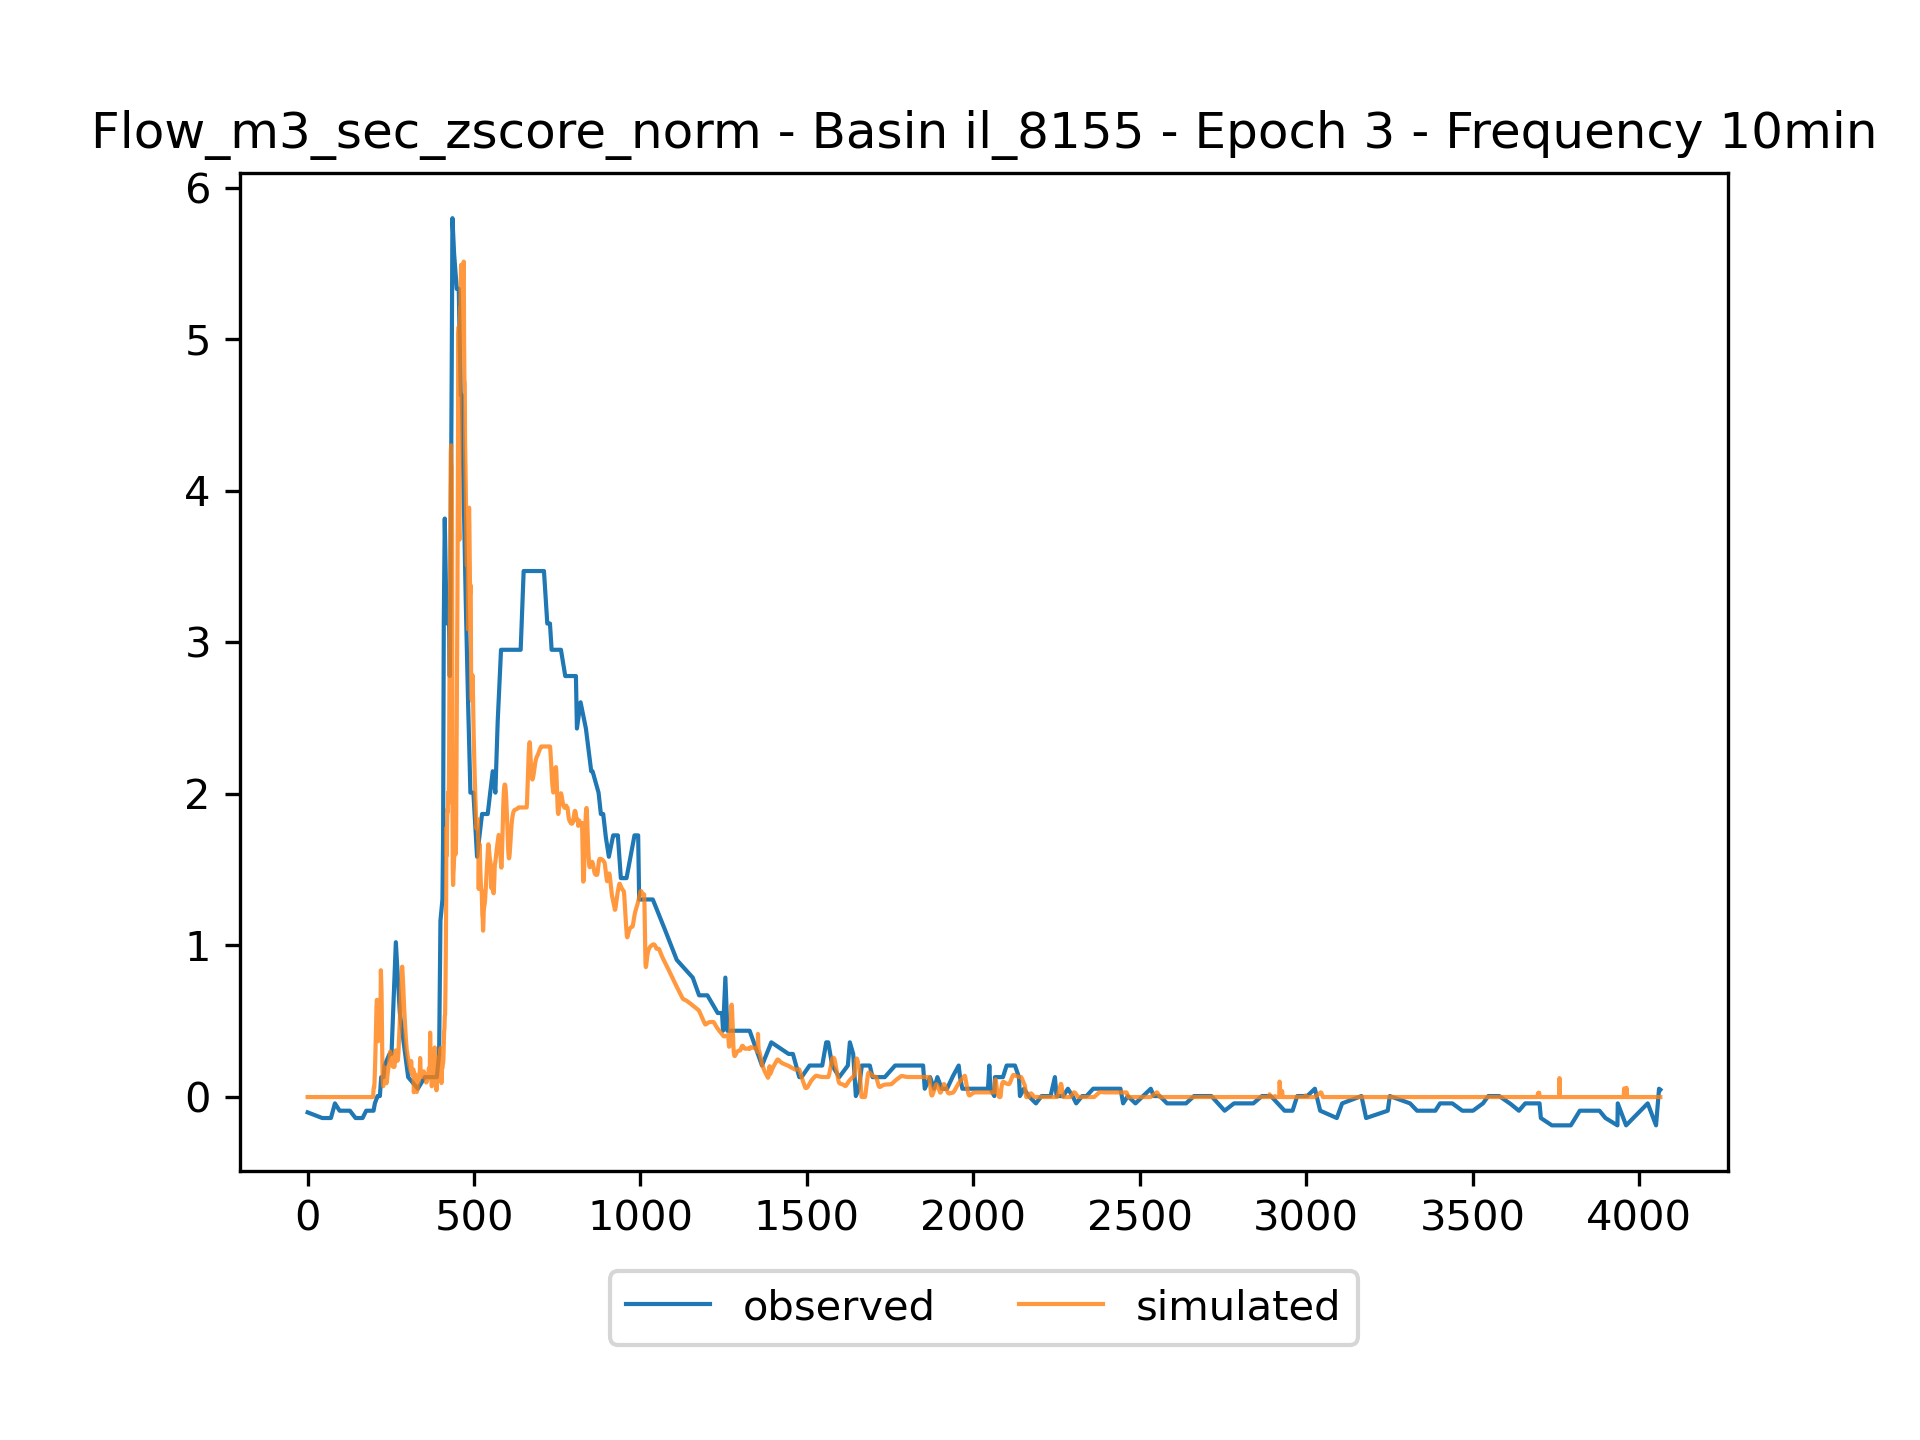 Flow_m3_sec_zscore_norm - Basin il_8155 - Epoch 3 - Frequency 10min
6
5
4
3
2
1
0
0 500 1000 1500 2000 2500 3000 3500 4000
observed simulated